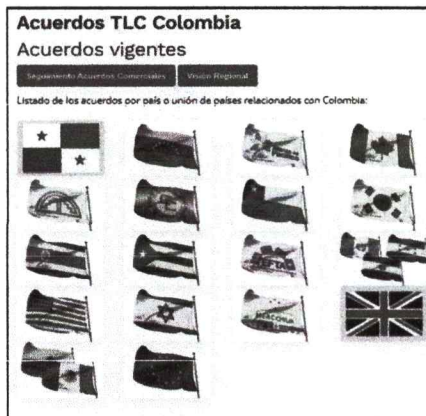 Acuerdos TLC Colombia
Acuerdos vigentes
Seguimiento Acuerdos Comerciales Visión Regional
Listado de los acuerdos por país o unión de países relacionados con Colombia: